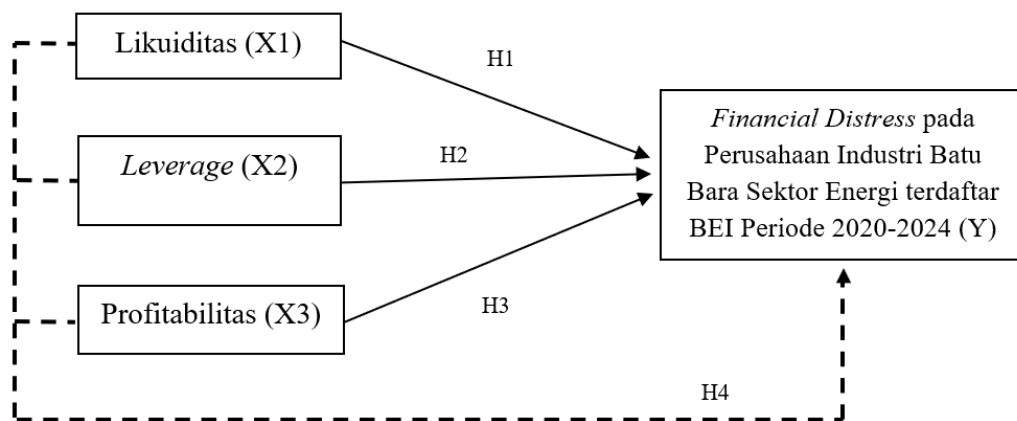 Likuiditas (X1)
H1
Leverage (X2)
H2
Financial Distress pada
Perusahaan Industri Batu
Bara Sektor Energi terdaftar
BEI Periode 2020-2024 (Y)
Profitabilitas (X3)
H3
H4